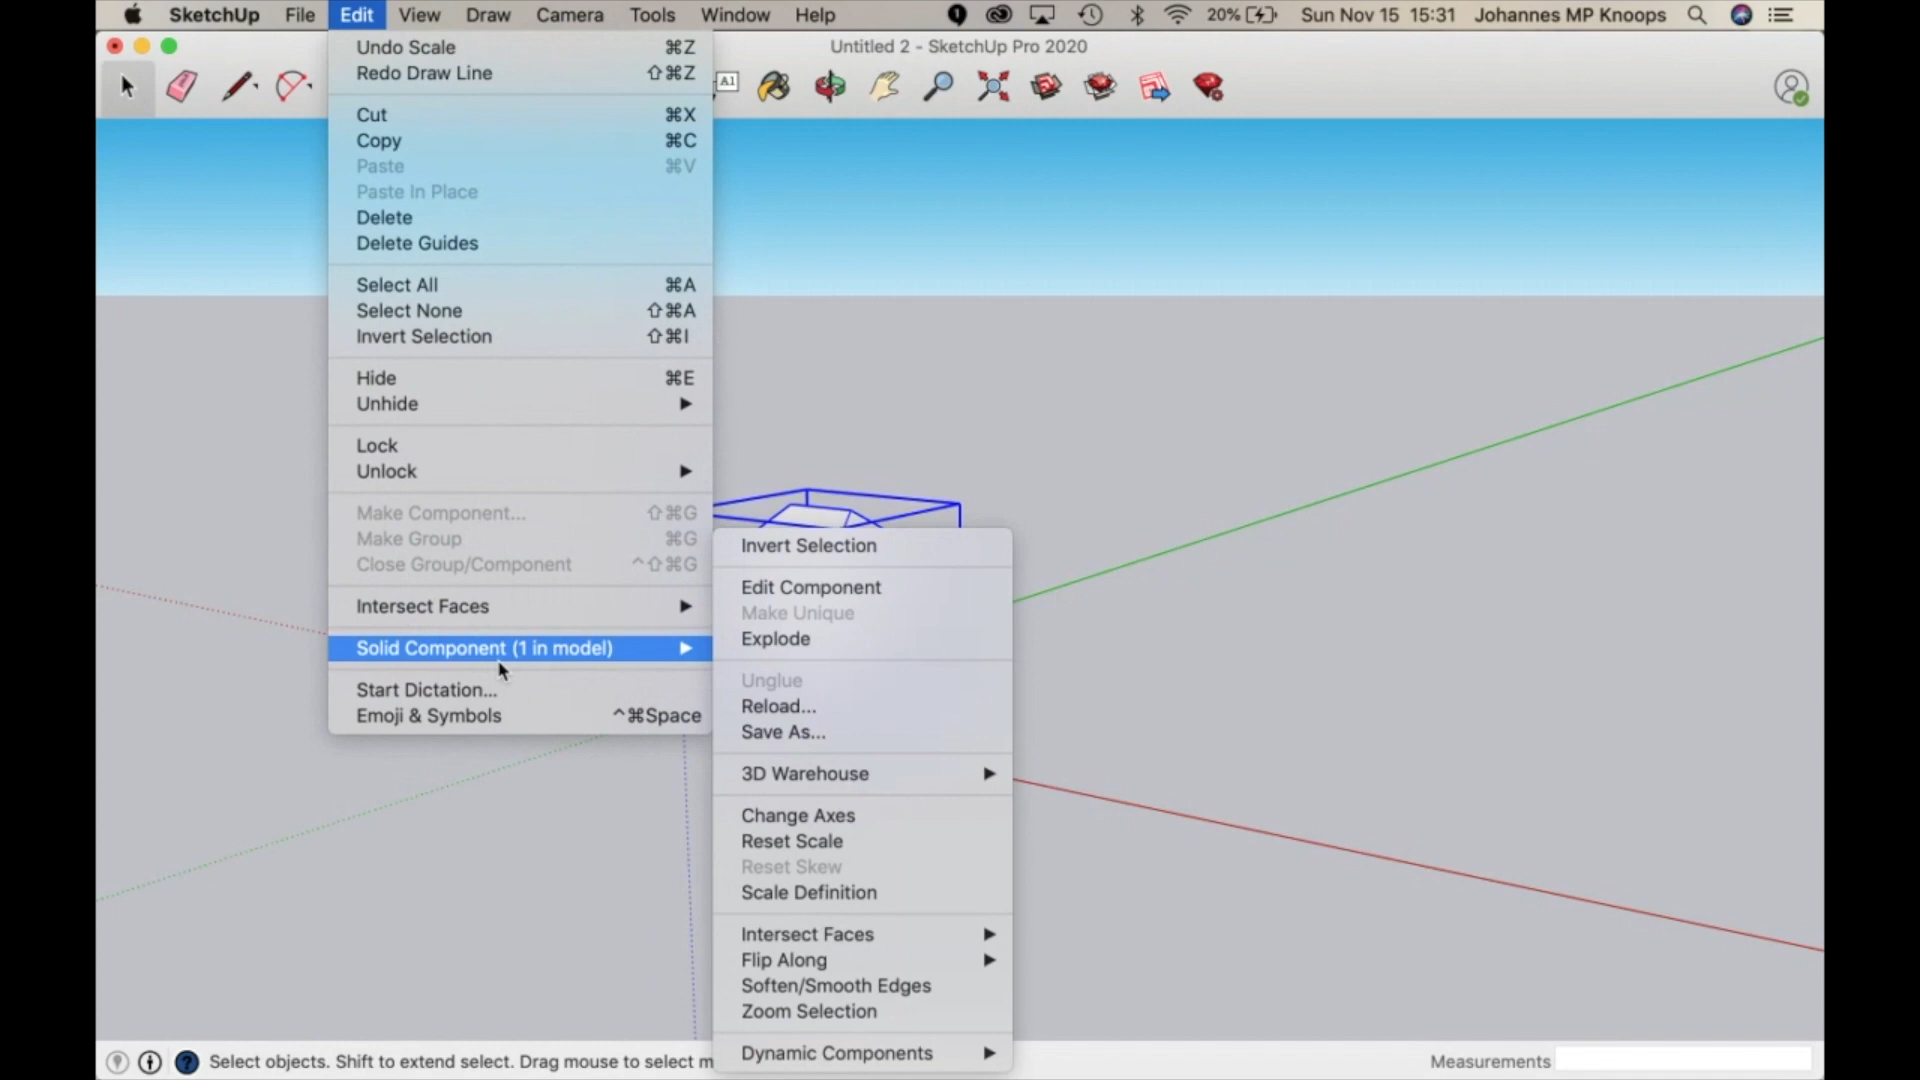 SketchUp File Edit View Draw Camera Tools Window Help 20% Sun Nov 15 15:31 Johannes MP Knoops
Untitled 2 - SketchUp Pro 2020
A1
Undo Scale ⌘Z
Redo Draw Line ⇧⌘Z
Cut ⌘X
Copy ⌘C
Paste ⌘V
Paste In Place
Delete
Delete Guides
Select All ⌘A
Select None ⇧⌘A
Invert Selection ⇧⌘I
Hide ⌘E
Unhide
Lock
Unlock
Make Component... ⇧⌘G
Make Group ⌘G
Close Group/Component ^⇧⌘G
Intersect Faces
Solid Component (1 in model)
Start Dictation...
Emoji & Symbols ^⌘Space
Invert Selection
Edit Component
Make Unique
Explode
Unglue
Reload...
Save As...
3D Warehouse
Change Axes
Reset Scale
Reset Skew
Scale Definition
Intersect Faces
Flip Along
Soften/Smooth Edges
Zoom Selection
Dynamic Components
Select objects. Shift to extend select. Drag mouse to select m
Measurements